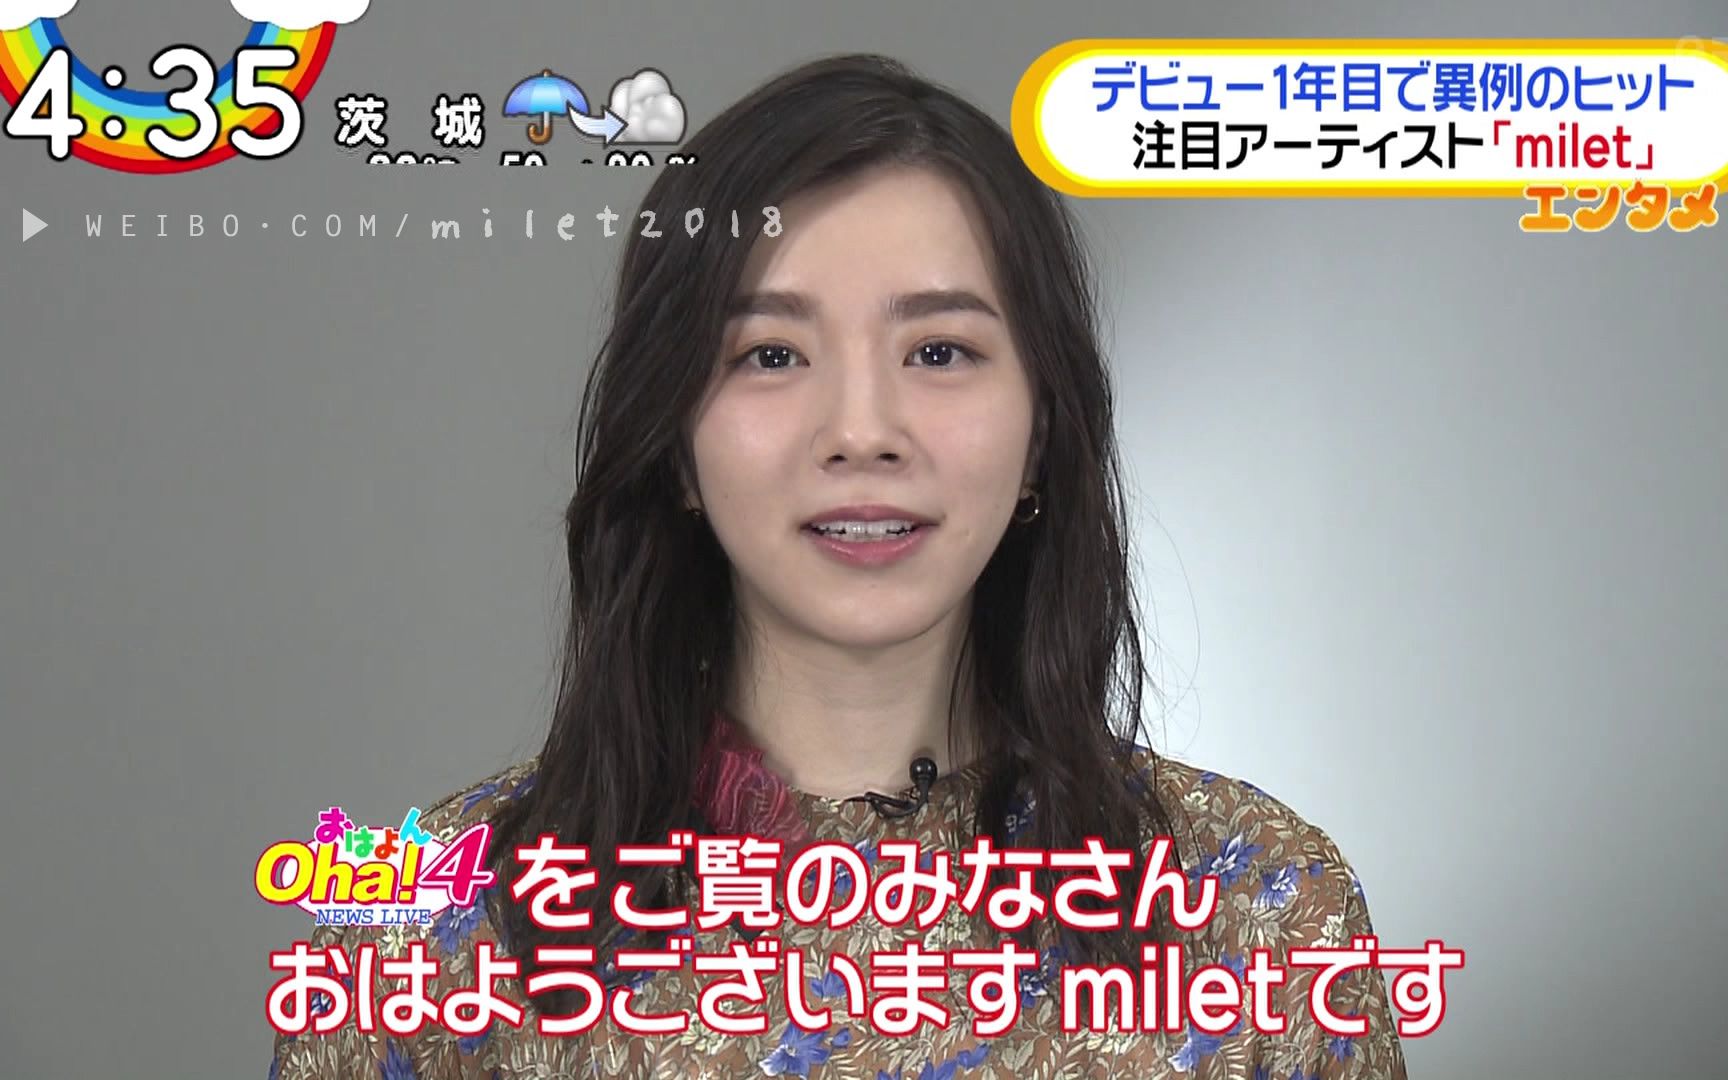 4:35
茨 城
デビュー1年目で異例のヒット
注目アーティスト「milet」
エンタメ
WEIBO·COM/milet2018
おはよん
Oha!4
NEWS LIVE
をご覧のみなさん
おはようございます miletです